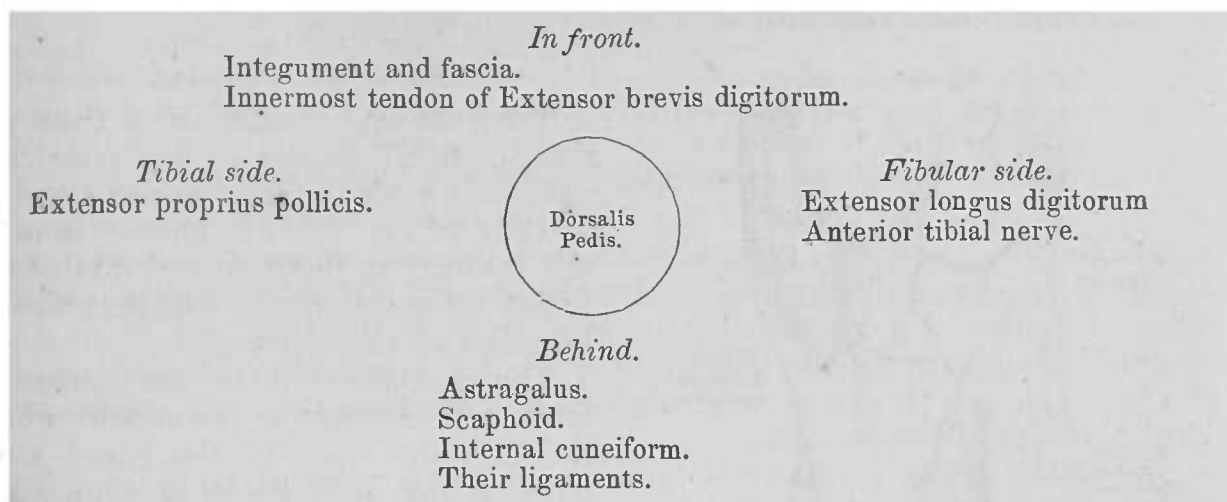 In front.
Integument and fascia.
Innermost tendon of Extensor brevis digitorum.
Tibial side.
Extensor proprius pollicis.
Dorsalis
Pedis.
Fibular side.
Extensor longus digitorum
Anterior tibial nerve.
Behind.
Astragalus.
Scaphoid.
Internal cuneiform.
Their ligaments.